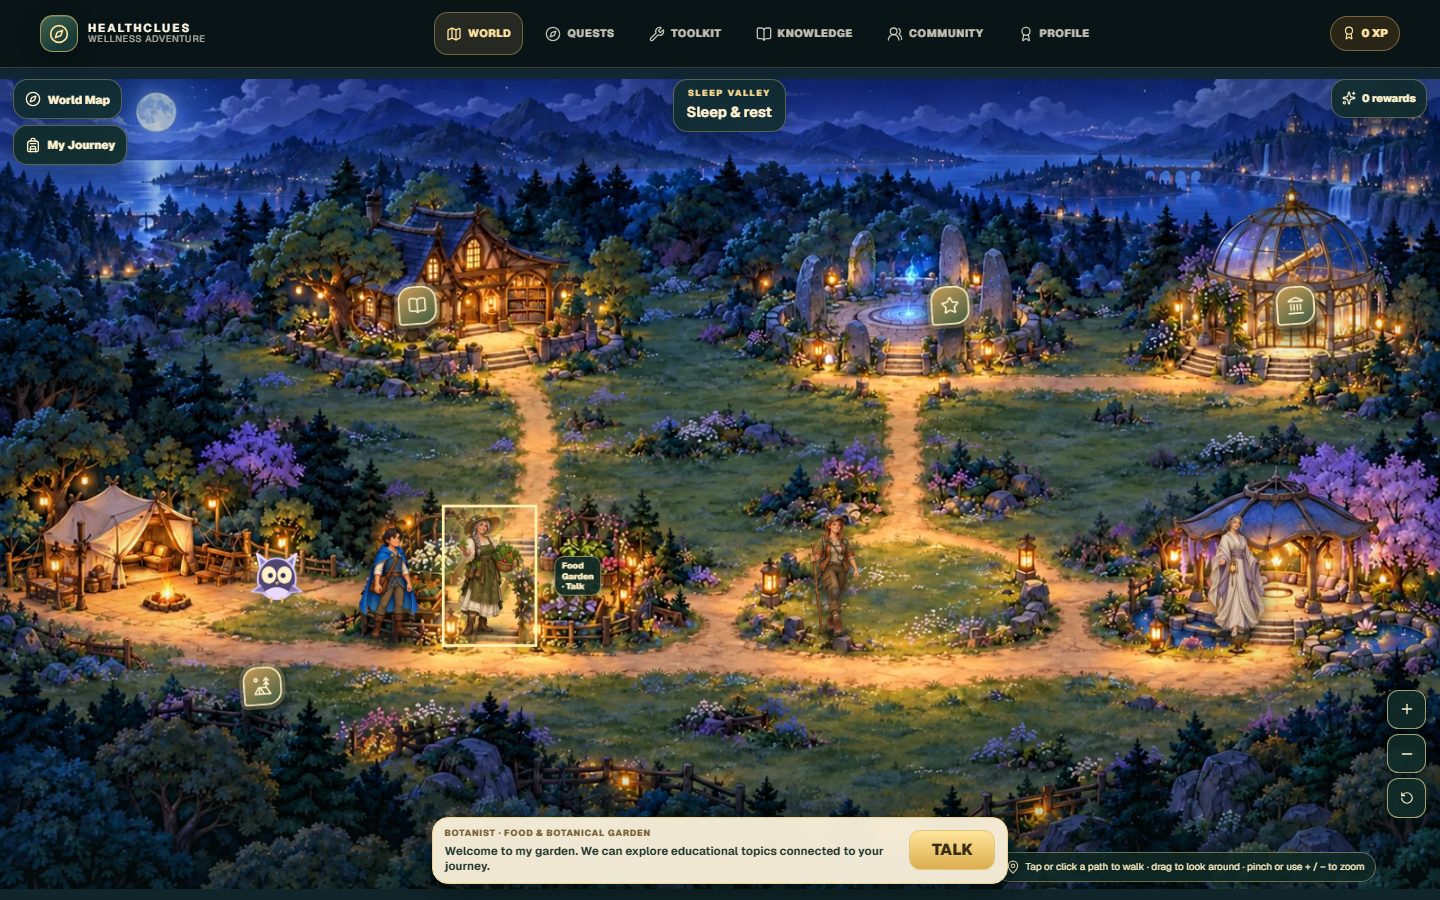 HEALTHCLUES
WELLNESS ADVENTURE
WORLD
QUESTS
TOOLKIT
KNOWLEDGE
COMMUNITY
PROFILE
0 XP
World Map
My Journey
SLEEP VALLEY
Sleep & rest
0 rewards
Food
Garden
· Talk
BOTANIST · FOOD & BOTANICAL GARDEN
Welcome to my garden. We can explore educational topics connected to your
journey.
TALK
Tap or click a path to walk · drag to look around · pinch or use + / − to zoom